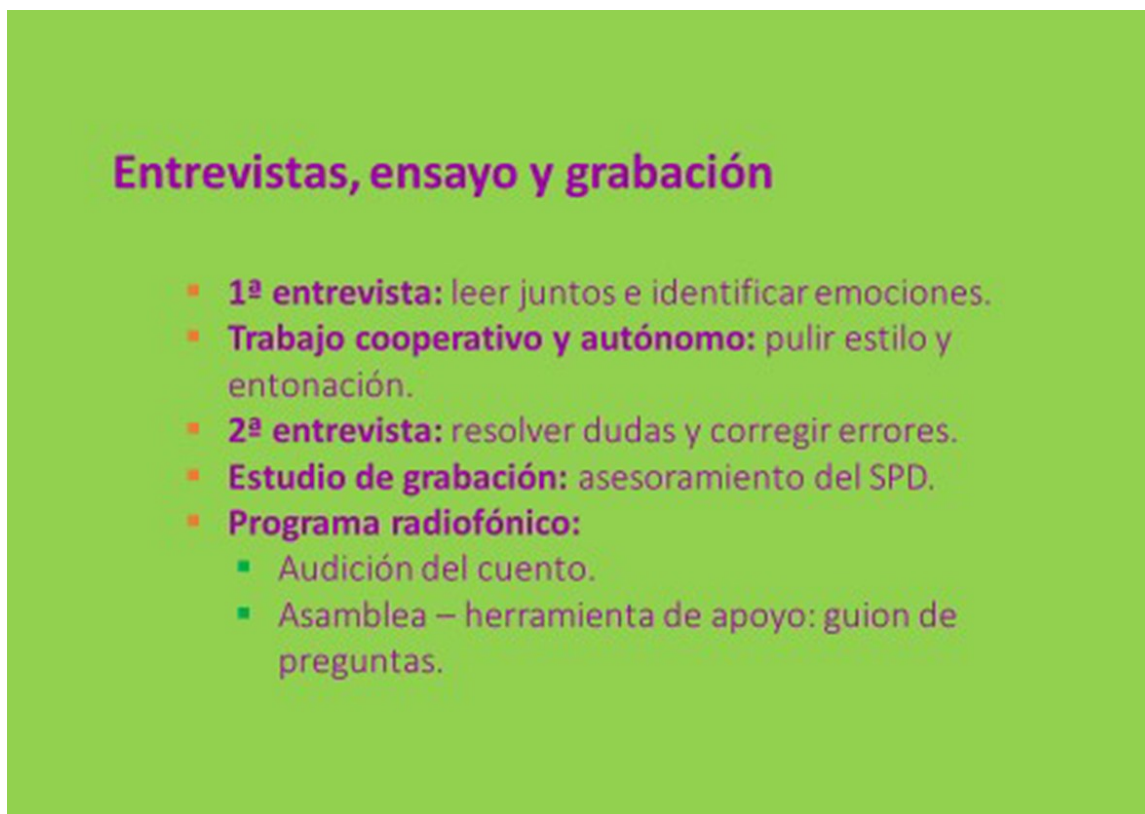 Entrevistas, ensayo y grabación
▪ 1ª entrevista: leer juntos e identificar emociones.
▪ Trabajo cooperativo y autónomo: pulir estilo y
entonación.
▪ 2ª entrevista: resolver dudas y corregir errores.
▪ Estudio de grabación: asesoramiento del SPD.
▪ Programa radiofónico:
▪ Audición del cuento.
▪ Asamblea – herramienta de apoyo: guion de
preguntas.